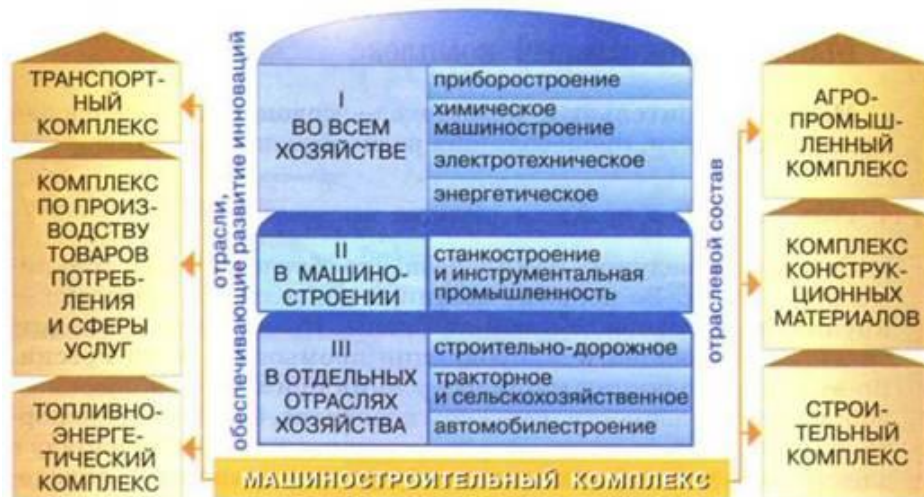 ТРАНСПОРТ-
НЫЙ
КОМПЛЕКС
КОМПЛЕКС
ПО ПРОИЗ-
ВОДСТВУ
ТОВАРОВ
ПОТРЕБ-
ЛЕНИЯ
И СФЕРЫ
УСЛУГ
ТОПЛИВНО-
ЭНЕРГЕ-
ТИЧЕСКИЙ
КОМПЛЕКС
отрасли,
обеспечивающие развитие инноваций
I
ВО ВСЕМ
ХОЗЯЙСТВЕ
приборостроение
химическое
машиностроение
электротехническое
энергетическое
II
В МАШИНО-
СТРОЕНИИ
станкостроение
и инструментальная
промышленность
III
В ОТДЕЛЬНЫХ
ОТРАСЛЯХ
ХОЗЯЙСТВА
строительно-дорожное
тракторное
и сельскохозяйственное
автомобилестроение
отраслевой состав
АГРО-
ПРОМЫШ-
ЛЕННЫЙ
КОМПЛЕКС
КОМПЛЕКС
КОНСТРУК-
ЦИОННЫХ
МАТЕРИАЛОВ
СТРОИ-
ТЕЛЬНЫЙ
КОМПЛЕКС
МАШИНОСТРОИТЕЛЬНЫЙ КОМПЛЕКС